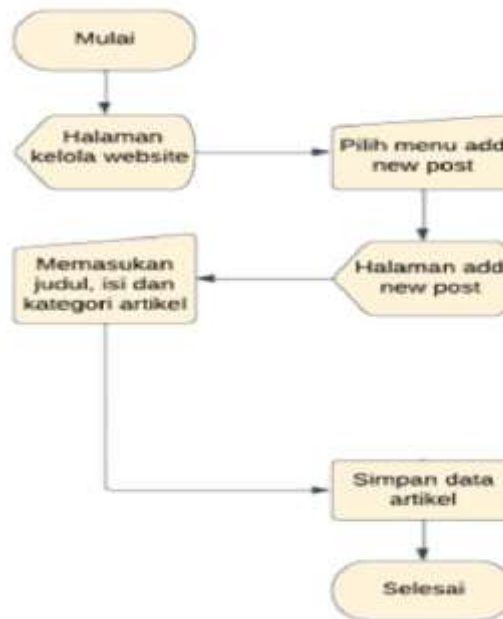 Mulai
Halaman
kelola website
Pilih menu add
new post
Halaman add
new post
Memasukan
judul, isi dan
kategori artikel
Simpan data
artikel
Selesai